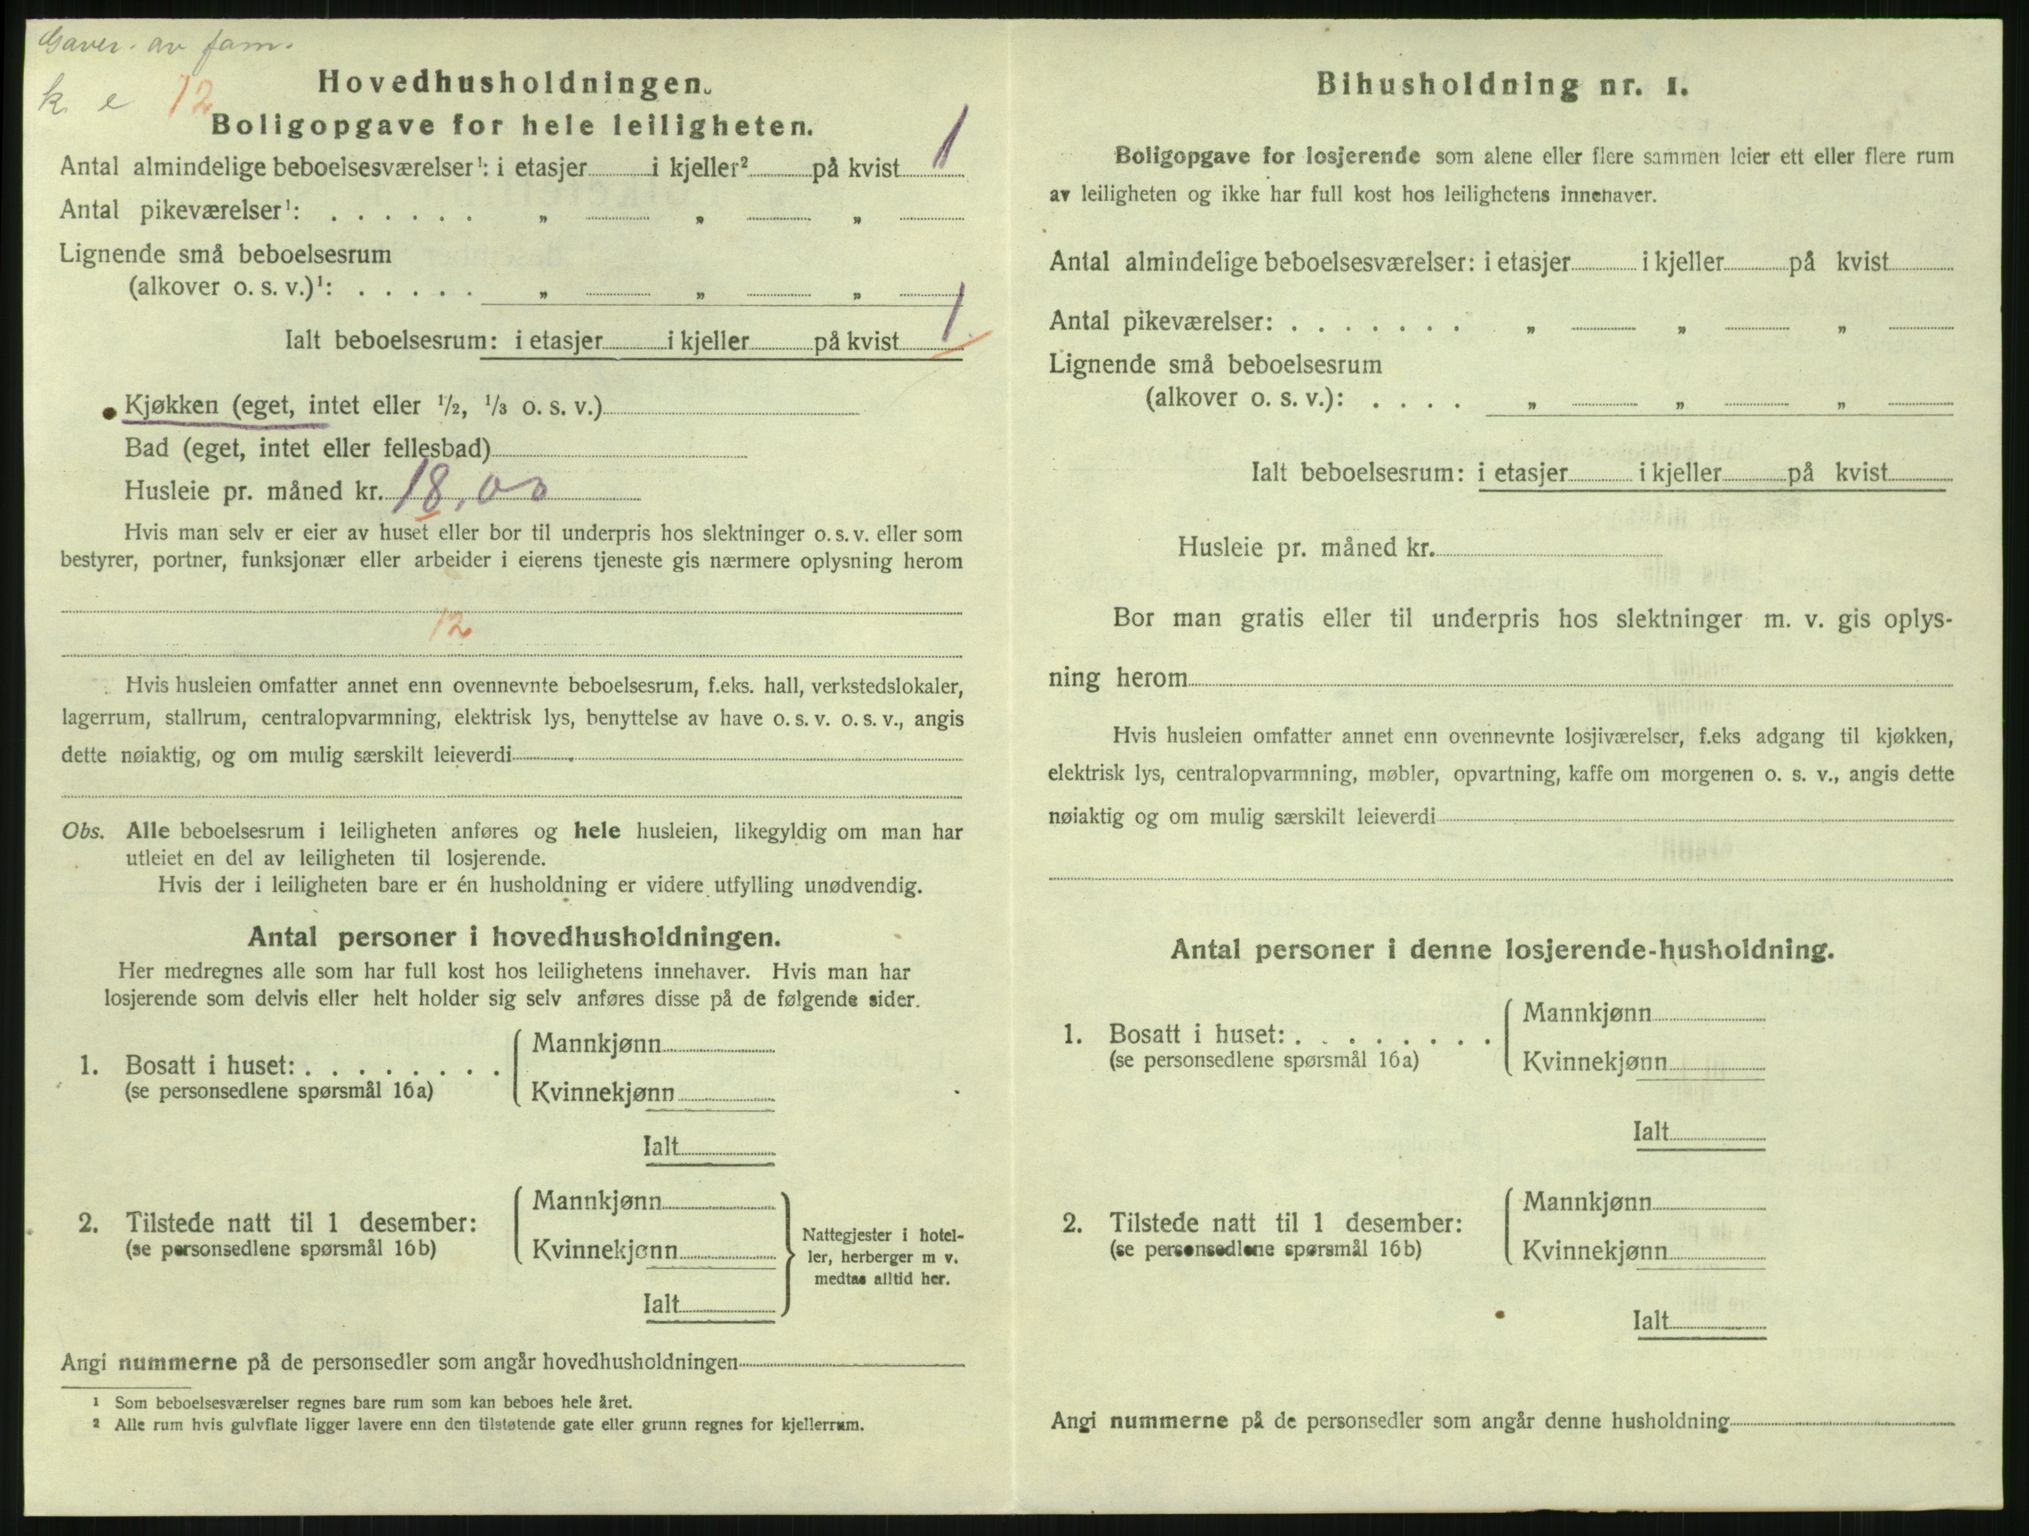 Gaver. av fam.
k e 12
Hovedhusholdningen.
Boligopgave for hele leiligheten.
Antal almindelige beboelsesværelser¹: i etasjer i kjeller² på kvist 1
Antal pikeværelser¹: . . . . . . „ „ „
Lignende små beboelsesrum
(alkover o. s. v.)¹: . . . . . „ „ „
Ialt beboelsesrum: i etasjer i kjeller på kvist 1
Kjøkken (eget, intet eller ½, ⅓ o. s. v.)
Bad (eget, intet eller fellesbad)
Husleie pr. måned kr. 18,00
Hvis man selv er eier av huset eller bor til underpris hos slektninger o. s. v. eller som
bestyrer, portner, funksjonær eller arbeider i eierens tjeneste gis nærmere oplysning herom
12
Hvis husleien omfatter annet enn ovennevnte beboelsesrum, f.eks. hall, verkstedslokaler,
lagerrum, stallrum, centralopvarmning, elektrisk lys, benyttelse av have o. s. v. o. s. v., angis
dette nøiaktig, og om mulig særskilt leieverdi
Obs. Alle beboelsesrum i leiligheten anføres og hele husleien, likegyldig om man har
utleiet en del av leiligheten til losjerende.
Hvis der i leiligheten bare er én husholdning er videre utfylling unødvendig.
Antal personer i hovedhusholdningen.
Her medregnes alle som har full kost hos leilighetens innehaver. Hvis man har
losjerende som delvis eller helt holder sig selv anføres disse på de følgende sider.
1. Bosatt i huset: . . . . . . . .
(se personsedlene spørsmål 16a)
Mannkjønn
Kvinnekjønn
Ialt
2. Tilstede natt til 1 desember:
(se personsedlene spørsmål 16b)
Mannkjønn
Kvinnekjønn
Ialt
Nattegjester i hotel-
ler, herberger m v.
medtas alltid her.
Angi nummerne på de personsedler som angår hovedhusholdningen
¹ Som beboelsesværelser regnes bare rum som kan beboes hele året.
² Alle rum hvis gulvflate ligger lavere enn den tilstøtende gate eller grunn regnes for kjellerrum.
Bihusholdning nr. 1.
Boligopgave for losjerende som alene eller flere sammen leier ett eller flere rum
av leiligheten og ikke har full kost hos leilighetens innehaver.
Antal almindelige beboelsesværelser: i etasjer i kjeller på kvist
Antal pikeværelser: . . . . . . . „ „ „
Lignende små beboelsesrum
(alkover o. s. v.): . . . . „ „ „
Ialt beboelsesrum: i etasjer i kjeller på kvist
Husleie pr. måned kr.
Bor man gratis eller til underpris hos slektninger m. v. gis oplys-
ning herom
Hvis husleien omfatter annet enn ovennevnte losjiværelser, f.eks adgang til kjøkken,
elektrisk lys, centralopvarmning, møbler, opvartning, kaffe om morgenen o. s. v., angis dette
nøiaktig og om mulig særskilt leieverdi
Antal personer i denne losjerende-husholdning.
1. Bosatt i huset: . . . . . . . .
(se personsedlene spørsmål 16a)
Mannkjønn
Kvinnekjønn
Ialt
2. Tilstede natt til 1 desember:
(se personsedlene spørsmål 16b)
Mannkjønn
Kvinnekjønn
Ialt
Angi nummerne på de personsedler som angår denne husholdning